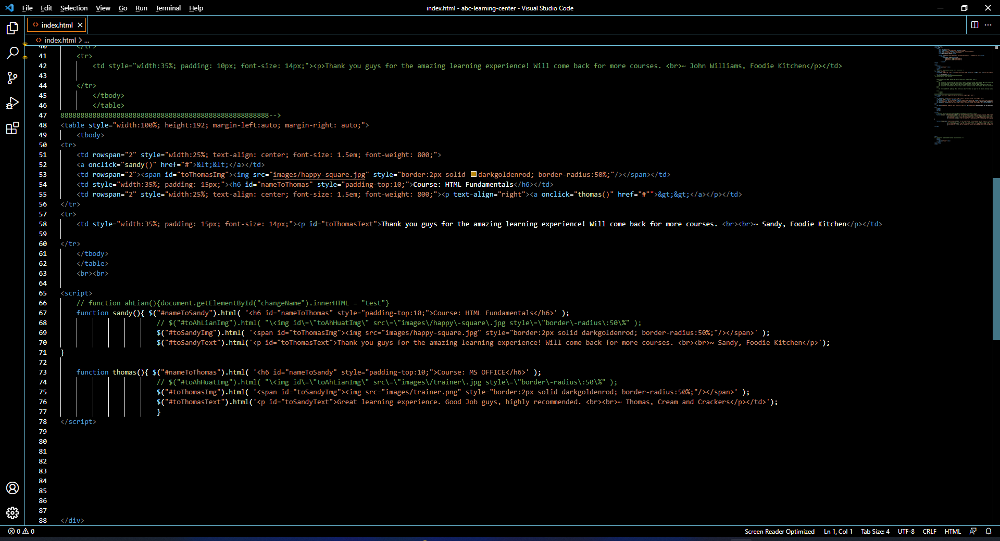 File Edit Selection View Go Run Terminal Help
index.html - abc-learning-center - Visual Studio Code
<> index.html ×
<> index.html > ...
40 </tr>
41 <tr>
42 <td style="width:35%; padding: 10px; font-size: 14px;"><p>Thank you guys for the amazing learning experience! Will come back for more courses. <br>~ John Williams, Foodie Kitchen</p></td>
43
44 </tr>
45 </tbody>
46 </table>
47 8888888888888888888888888888888888888888888888888888-->
48 <table style="width:100%; height:192; margin-left:auto; margin-right: auto;">
49 <tbody>
50 <tr>
51 <td rowspan="2" style="width:25%; text-align: center; font-size: 1.5em; font-weight: 800;">
52 <a onclick="sandy()" href="#">&lt;&lt;</a></td>
53 <td rowspan="2"><span id="toThomasImg"><img src="images/happy-square.jpg" style="border:2px solid darkgoldenrod; border-radius:50%;"/></span></td>
54 <td style="width:35%; padding: 15px;"><h6 id="nameToThomas" style="padding-top:10;">Course: HTML Fundamentals</h6></td>
55 <td rowspan="2" style="width:25%; text-align: center; font-size: 1.5em; font-weight: 800;"><p text-align="right"><a onclick="thomas()" href="#"">&gt;&gt;</a></p></td>
56 </tr>
57 <tr>
58 <td style="width:35%; padding: 15px; font-size: 14px;"><p id="toThomasText">Thank you guys for the amazing learning experience! Will come back for more courses. <br><br>~ Sandy, Foodie Kitchen</p></td>
59
60 </tr>
61 </tbody>
62 </table>
63 <br><br>
64
65 <script>
66 // function ahLian(){document.getElementById("changeName").innerHTML = "test"}
67 function sandy(){ $("#nameToSandy").html( '<h6 id="nameToThomas" style="padding-top:10;">Course: HTML Fundamentals</h6>' );
68 // $("#toAhLianImg").html( "\<img id\=\"toAhHuatImg\" src\=\"images\/happy\-square\.jpg style\=\"border\-radius\:50\%" );
69 $("#toSandyImg").html( '<span id="toThomasImg"><img src="images/happy-square.jpg" style="border:2px solid darkgoldenrod; border-radius:50%;"/></span>' );
70 $("#toSandyText").html('<p id="toThomasText">Thank you guys for the amazing learning experience! Will come back for more courses. <br><br>~ Sandy, Foodie Kitchen</p>');
71 }
72
73 function thomas(){ $("#nameToThomas").html( '<h6 id="nameToSandy" style="padding-top:10;">Course: MS OFFICE</h6>' );
74 // $("#toAhHuatImg").html( "\<img id\=\"toAhLianImg\" src\=\"images\/trainer\.jpg style\=\"border\-radius\:50\%" );
75 $("#toThomasImg").html( '<span id="toSandyImg"><img src="images/trainer.png" style="border:2px solid darkgoldenrod; border-radius:50%;"/></span>' );
76 $("#toThomasText").html('<p id="toSandyText">Great learning experience. Good Job guys, highly recommended. <br><br>~ Thomas, Cream and Crackers</p></td>');
77 }
78 </script>
79
80
81
82
83
84
85
86
87
88 </div>
0 0 Screen Reader Optimized Ln 1, Col 1 Tab Size: 4 UTF-8 CRLF HTML